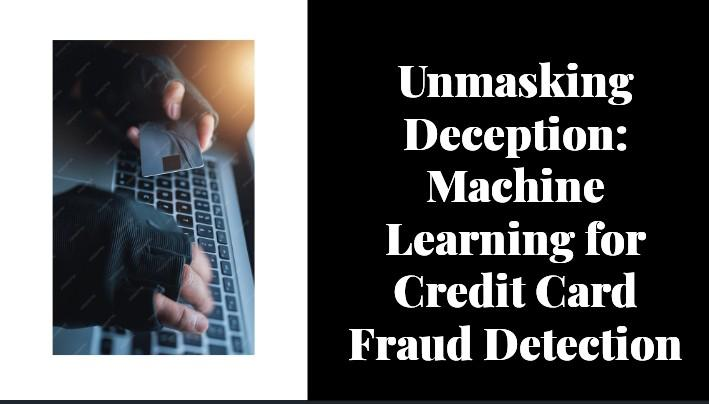 Unmasking
Deception:
Machine
Learning for
Credit Card
Fraud Detection